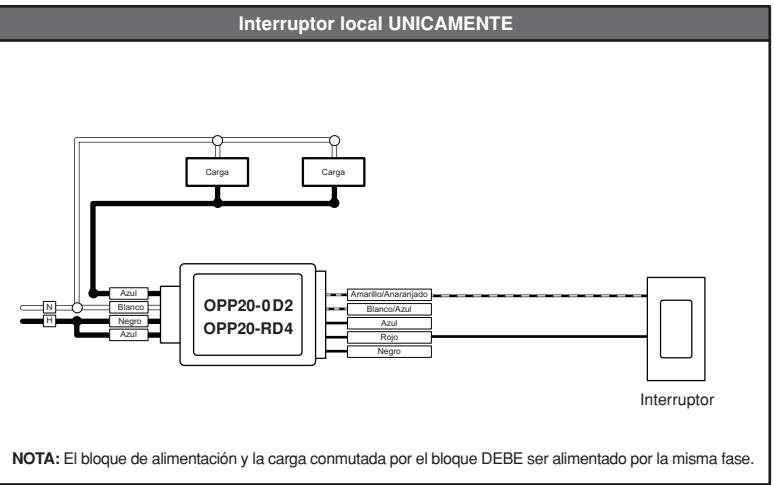 Interruptor local UNICAMENTE
Carga
Carga
Azul
Blanco
Negro
Azul
N
H
OPP20-0D2
OPP20-RD4
Amarillo/Anaranjado
Blanco/Azul
Azul
Rojo
Negro
Interruptor
NOTA: El bloque de alimentación y la carga conmutada por el bloque DEBE ser alimentado por la misma fase.